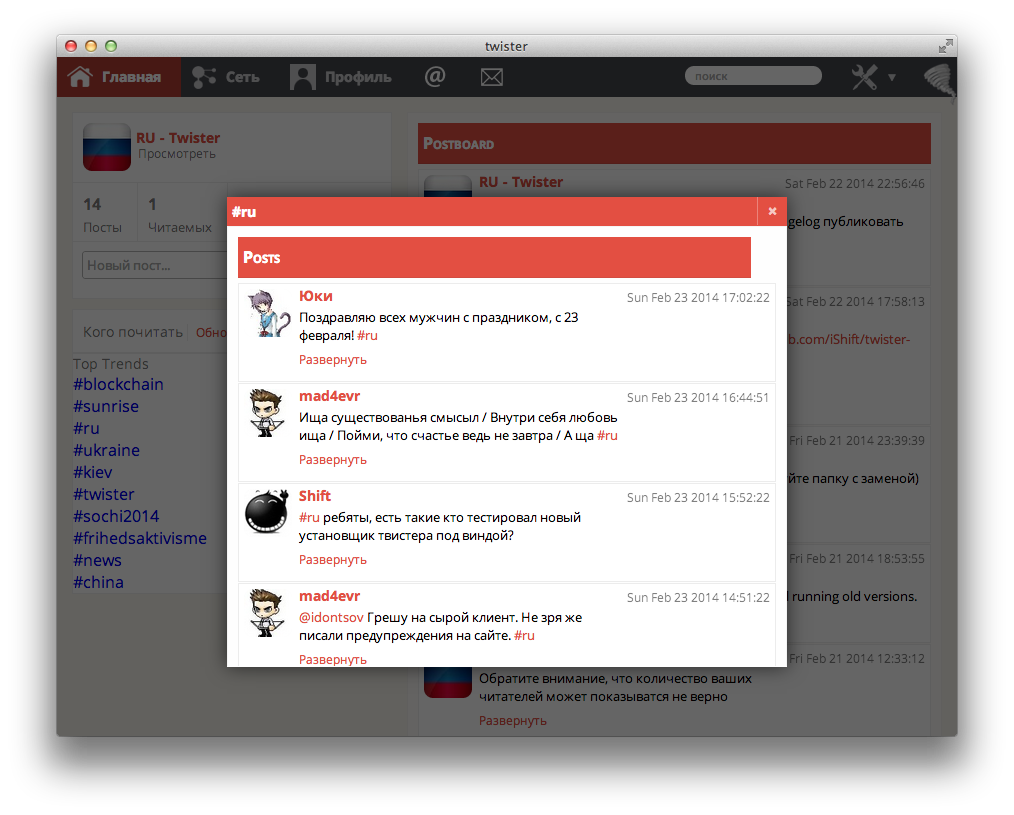 twister
Главная Сеть Профиль @ поиск
RU - Twister
Просмотреть
14 1
Посты Читаемых
Новый пост...
Кого почитать Обно
Top Trends
#blockchain
#sunrise
#ru
#ukraine
#kiev
#twister
#sochi2014
#frihedsaktivisme
#news
#china
Postboard
RU - Twister Sat Feb 22 2014 22:56:46
gelog публиковать
Sat Feb 22 2014 17:58:13
b.com/iShift/twister-
Fri Feb 21 2014 23:39:39
йте папку с заменой)
Fri Feb 21 2014 18:53:55
running old versions.
Fri Feb 21 2014 12:33:12
Обратите внимание, что количество ваших
читателей может показыватся не верно
Развернуть
#ru
Posts
Юки Sun Feb 23 2014 17:02:22
Поздравляю всех мужчин с праздником, с 23
февраля! #ru
Развернуть
mad4evr Sun Feb 23 2014 16:44:51
Ища существованья смысыл / Внутри себя любовь
ища / Пойми, что счастье ведь не завтра / А ща #ru
Развернуть
Shift Sun Feb 23 2014 15:52:22
#ru ребяты, есть такие кто тестировал новый
установщик твистера под виндой?
Развернуть
mad4evr Sun Feb 23 2014 14:51:22
@idontsov Грешу на сырой клиент. Не зря же
писали предупреждения на сайте. #ru
Развернуть